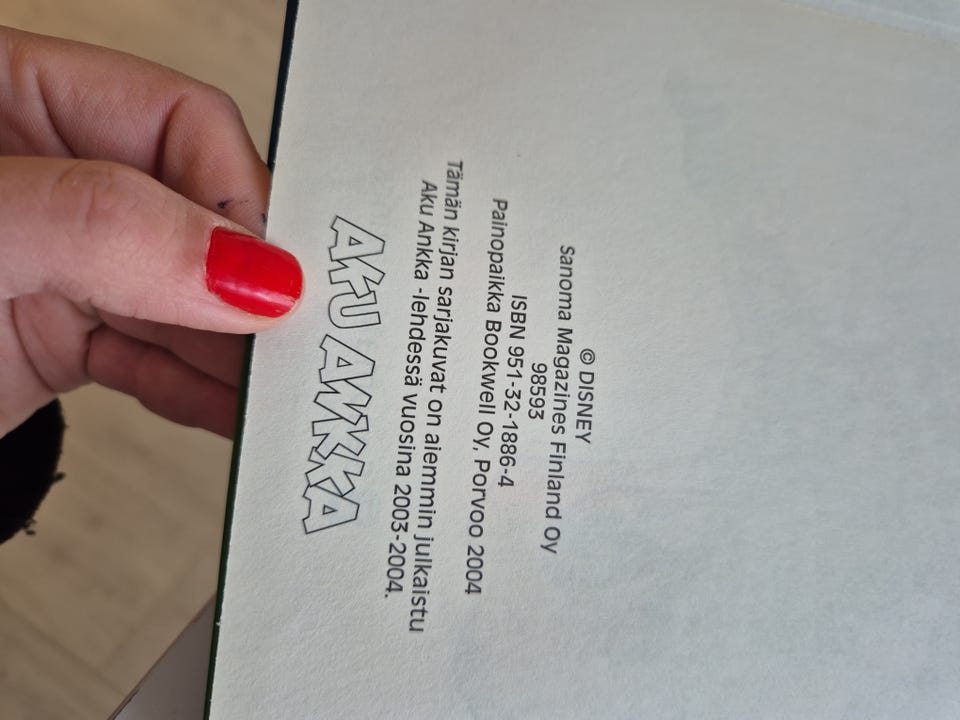 © DISNEY
Sanoma Magazines Finland Oy
98593
ISBN 951-32-1886-4
Painopaikka Bookwell Oy, Porvoo 2004
Tämän kirjan sarjakuvat on aiemmin julkaistu
Aku Ankka -lehdessä vuosina 2003-2004.
AKU ANKKA